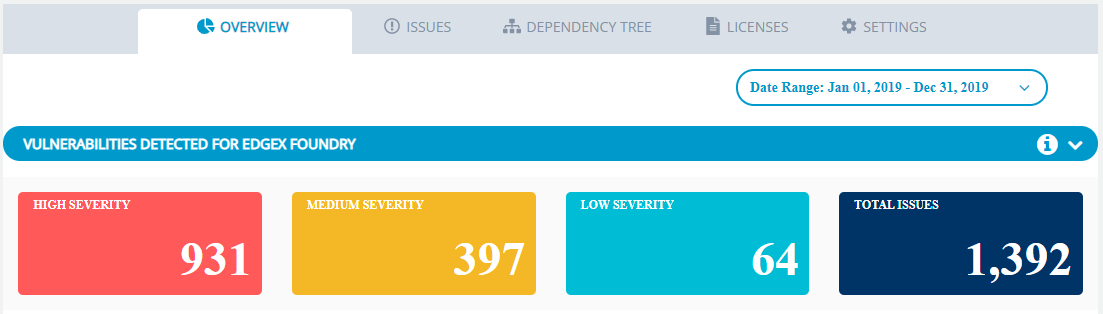 OVERVIEW ISSUES DEPENDENCY TREE LICENSES SETTINGS
Date Range: Jan 01, 2019 - Dec 31, 2019
VULNERABILITIES DETECTED FOR EDGEX FOUNDRY
HIGH SEVERITY
931
MEDIUM SEVERITY
397
LOW SEVERITY
64
TOTAL ISSUES
1,392